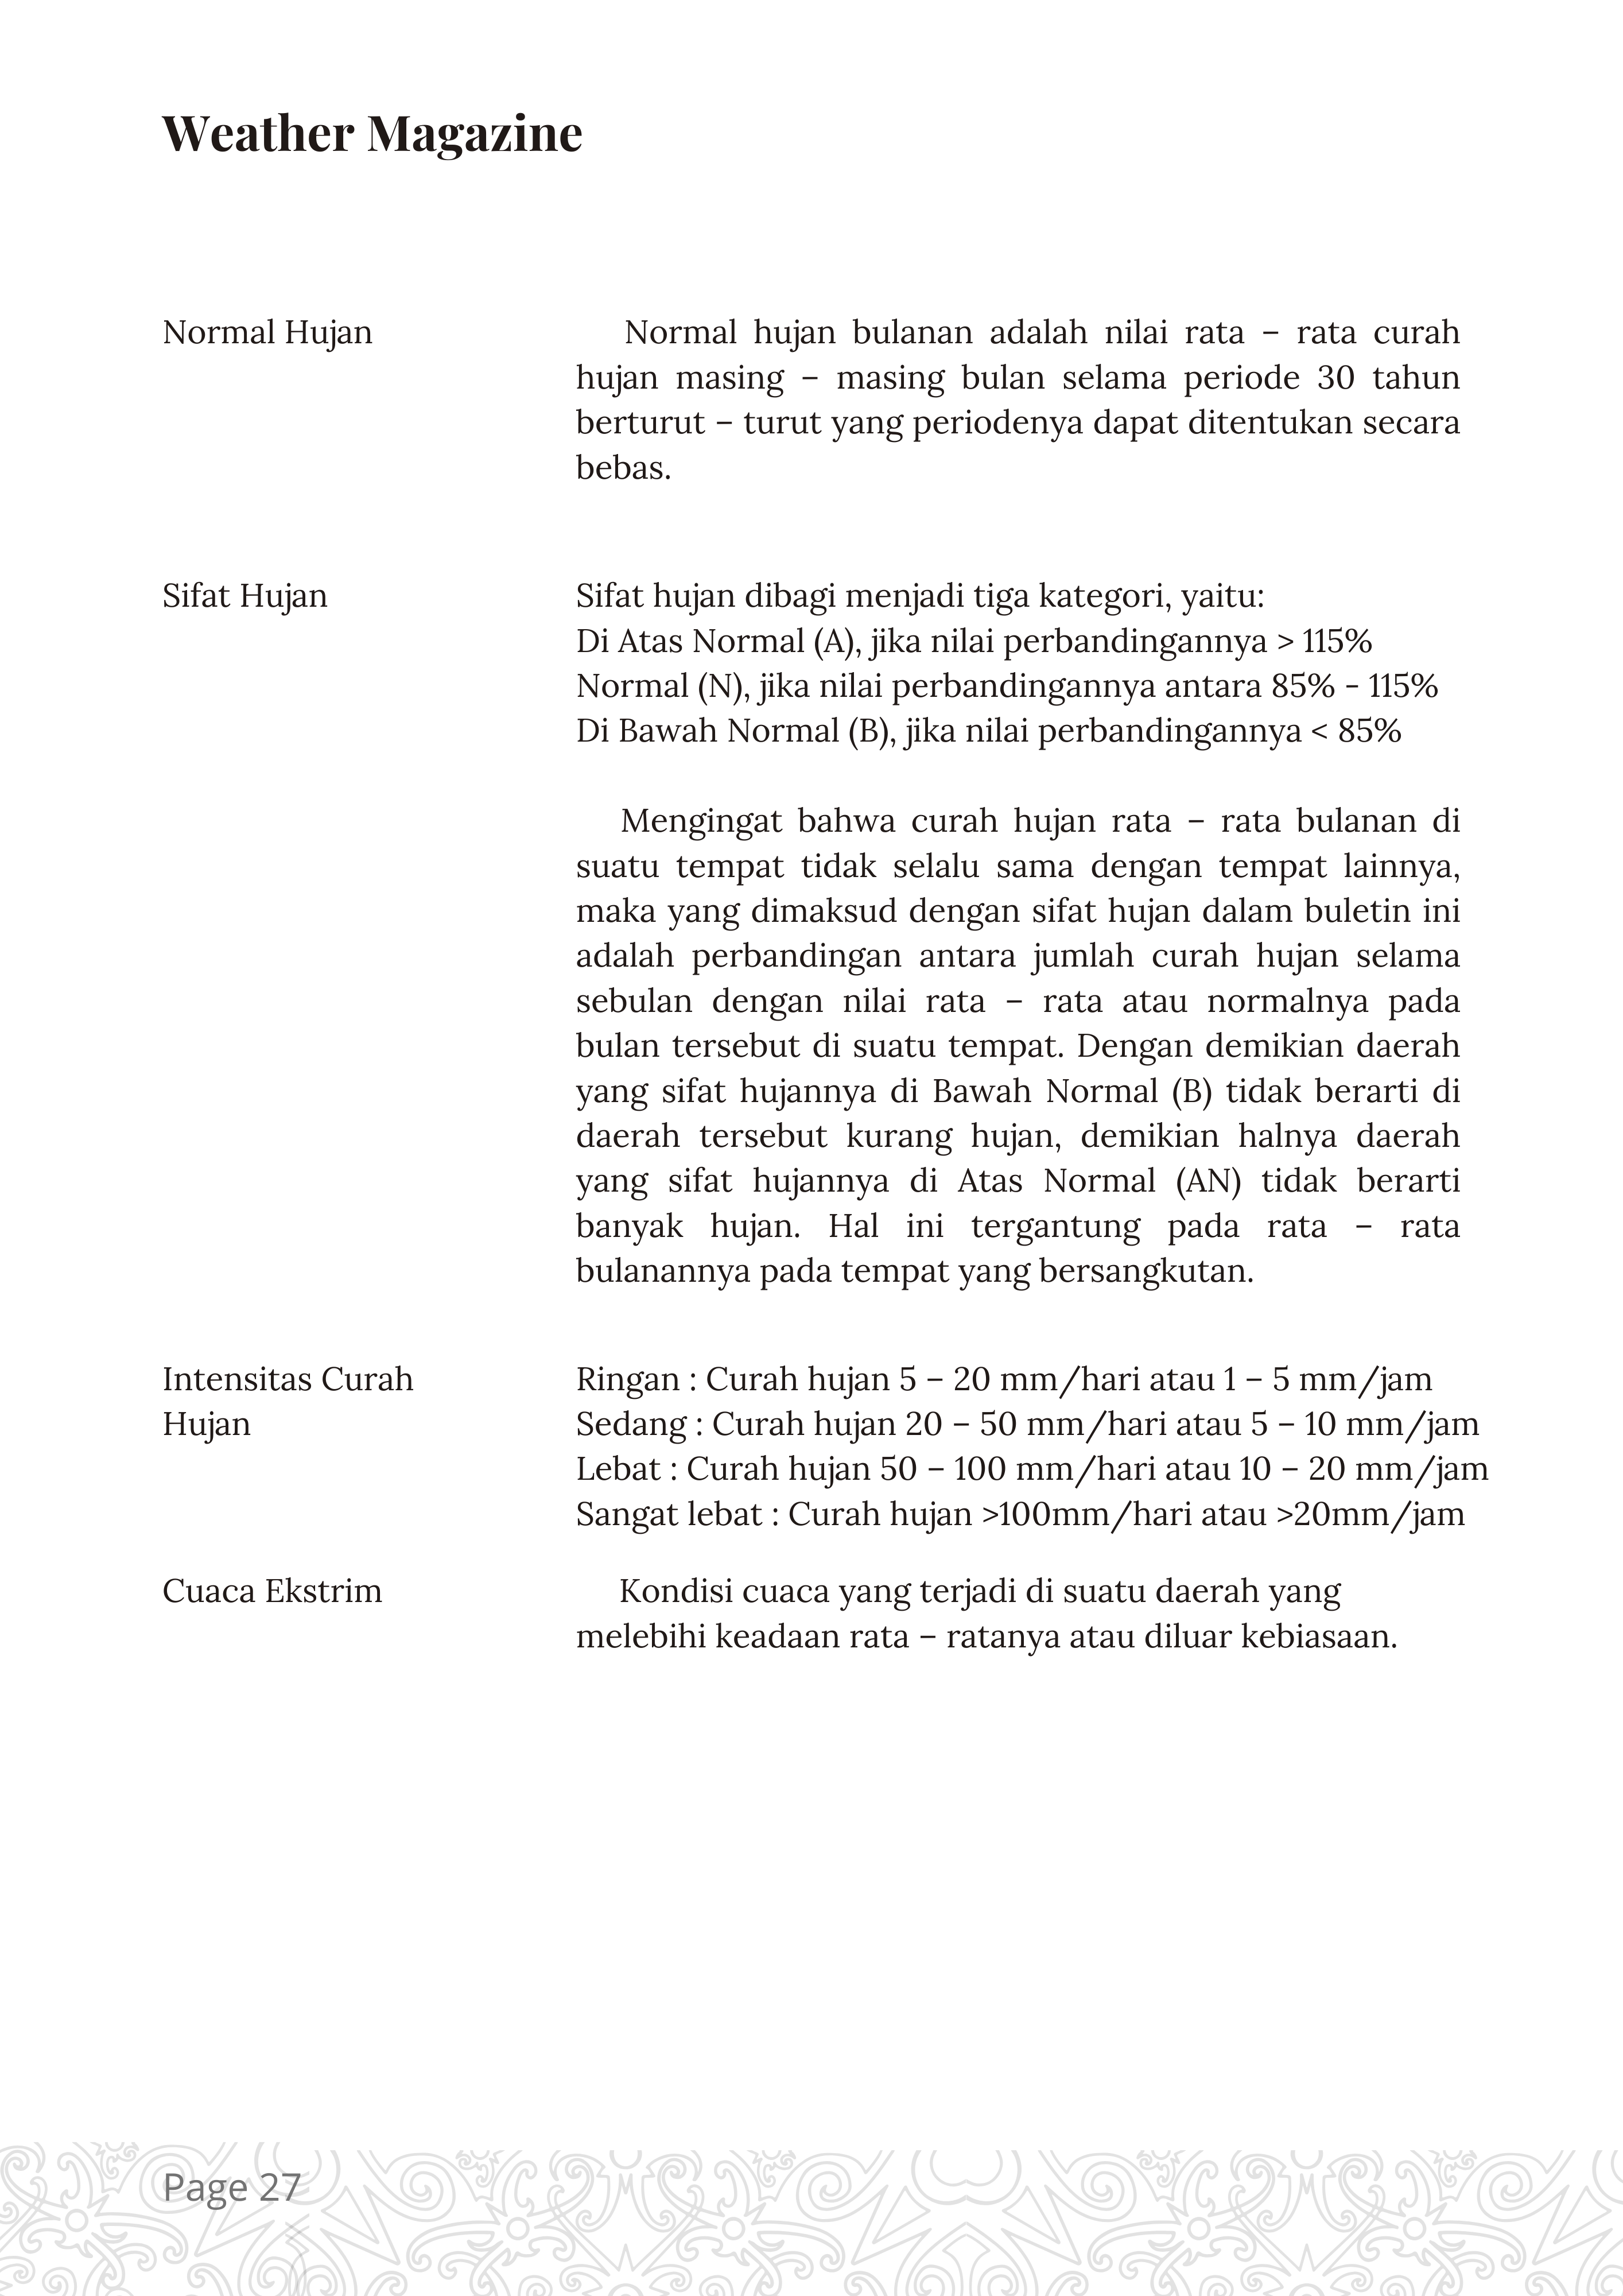 Weather Magazine
Normal Hujan
Normal hujan bulanan adalah nilai rata – rata curah
hujan masing – masing bulan selama periode 30 tahun
berturut – turut yang periodenya dapat ditentukan secara
bebas.
Sifat Hujan
Sifat hujan dibagi menjadi tiga kategori, yaitu:
Di Atas Normal (A), jika nilai perbandingannya > 115%
Normal (N), jika nilai perbandingannya antara 85% - 115%
Di Bawah Normal (B), jika nilai perbandingannya < 85%
Mengingat bahwa curah hujan rata – rata bulanan di
suatu tempat tidak selalu sama dengan tempat lainnya,
maka yang dimaksud dengan sifat hujan dalam buletin ini
adalah perbandingan antara jumlah curah hujan selama
sebulan dengan nilai rata – rata atau normalnya pada
bulan tersebut di suatu tempat. Dengan demikian daerah
yang sifat hujannya di Bawah Normal (B) tidak berarti di
daerah tersebut kurang hujan, demikian halnya daerah
yang sifat hujannya di Atas Normal (AN) tidak berarti
banyak hujan. Hal ini tergantung pada rata – rata
bulanannya pada tempat yang bersangkutan.
Intensitas Curah
Hujan
Ringan : Curah hujan 5 – 20 mm/hari atau 1 – 5 mm/jam
Sedang : Curah hujan 20 – 50 mm/hari atau 5 – 10 mm/jam
Lebat : Curah hujan 50 – 100 mm/hari atau 10 – 20 mm/jam
Sangat lebat : Curah hujan >100mm/hari atau >20mm/jam
Cuaca Ekstrim
Kondisi cuaca yang terjadi di suatu daerah yang
melebihi keadaan rata – ratanya atau diluar kebiasaan.
Page 27